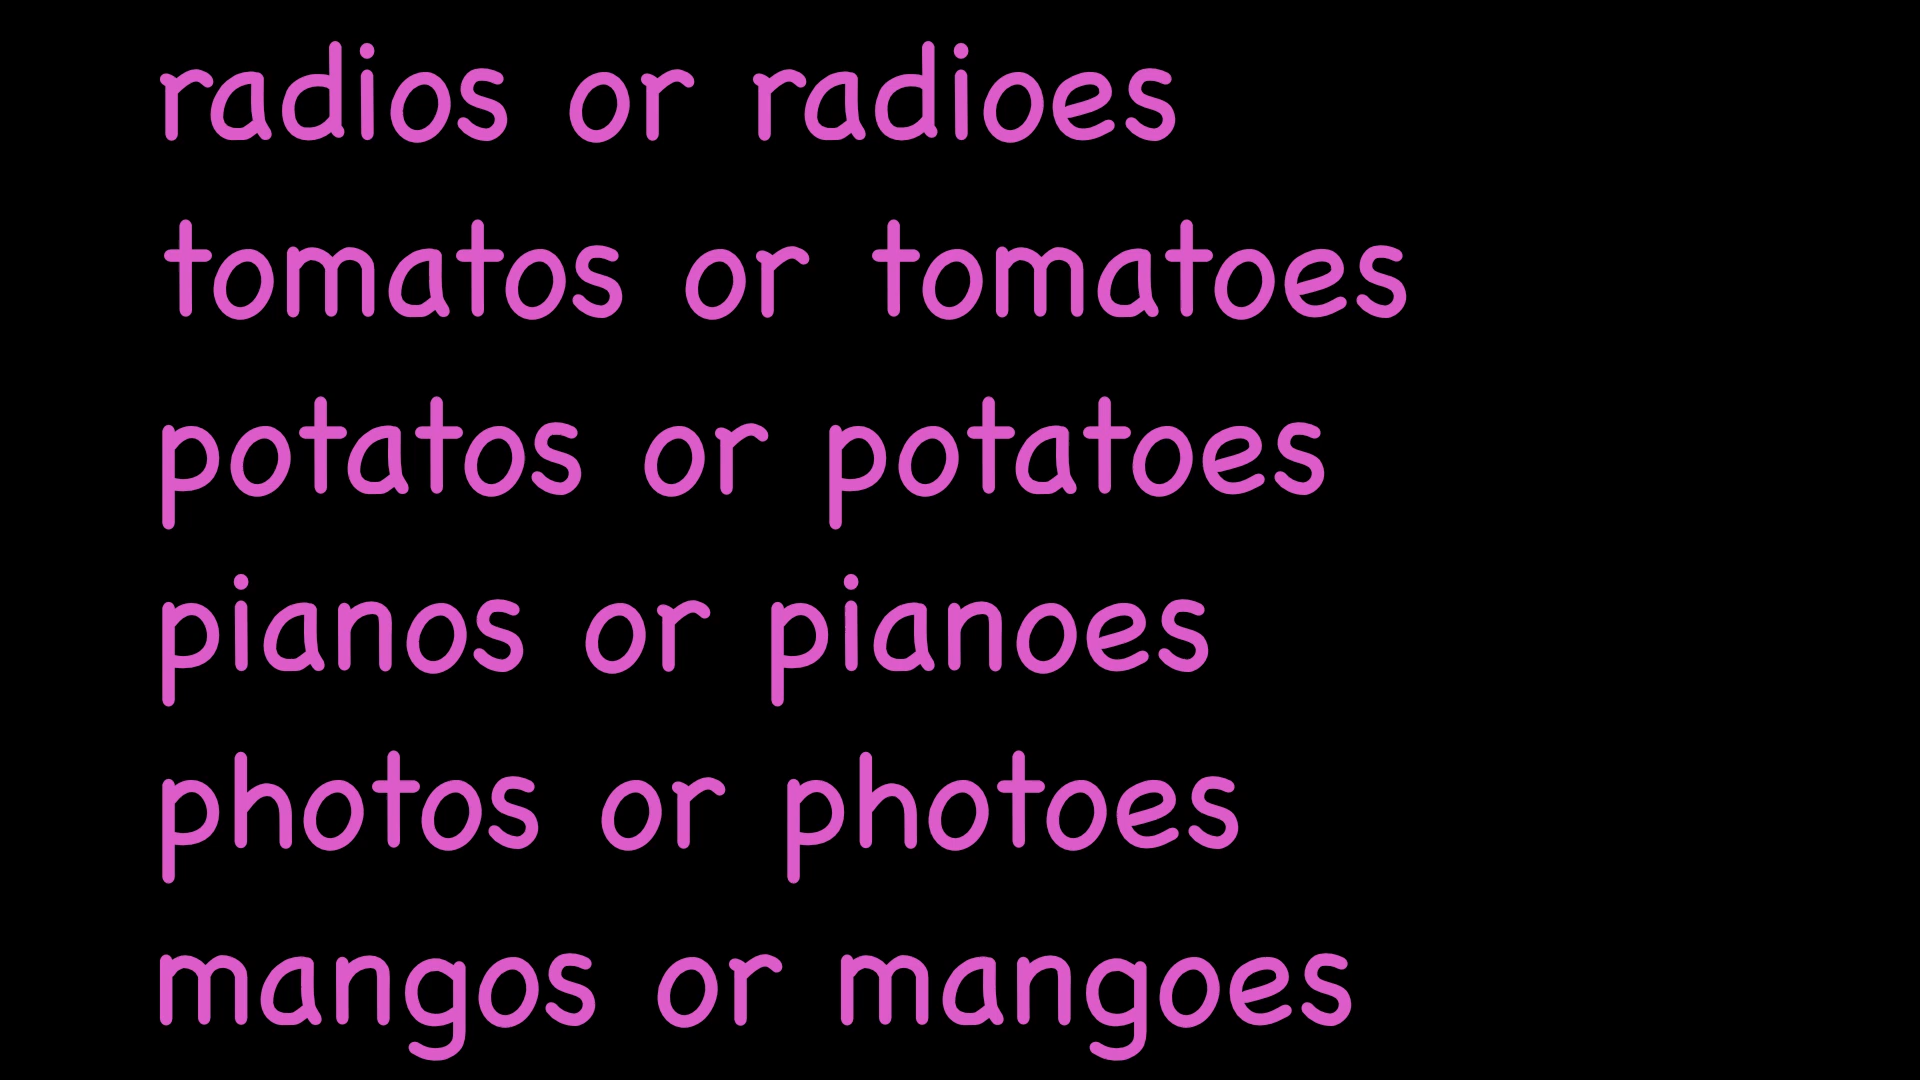 radios or radioes
tomatos or tomatoes
potatos or potatoes
pianos or pianoes
photos or photoes
mangos or mangoes